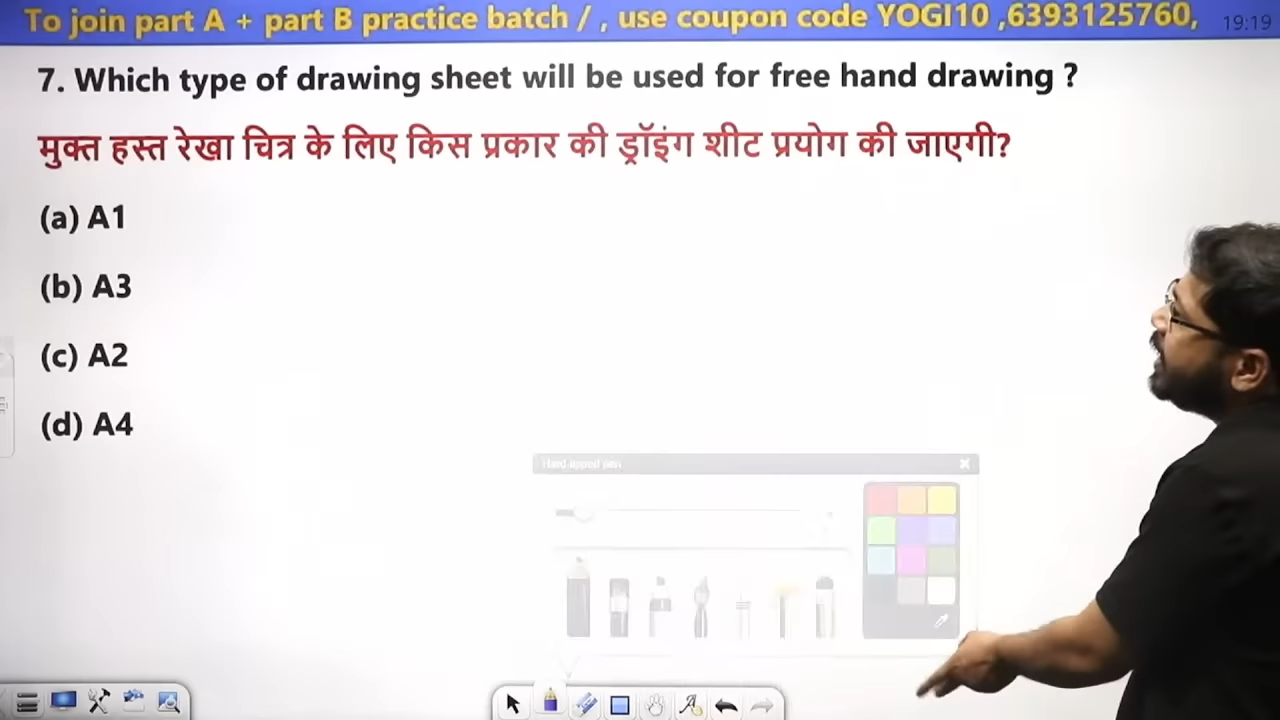 To join part A + part B practice batch / , use coupon code YOGI10 ,6393125760,
19:19
7. Which type of drawing sheet will be used for free hand drawing ?
मुक्त हस्त रेखा चित्र के लिए किस प्रकार की ड्रॉइंग शीट प्रयोग की जाएगी?
(a) A1
(b) A3
(c) A2
(d) A4